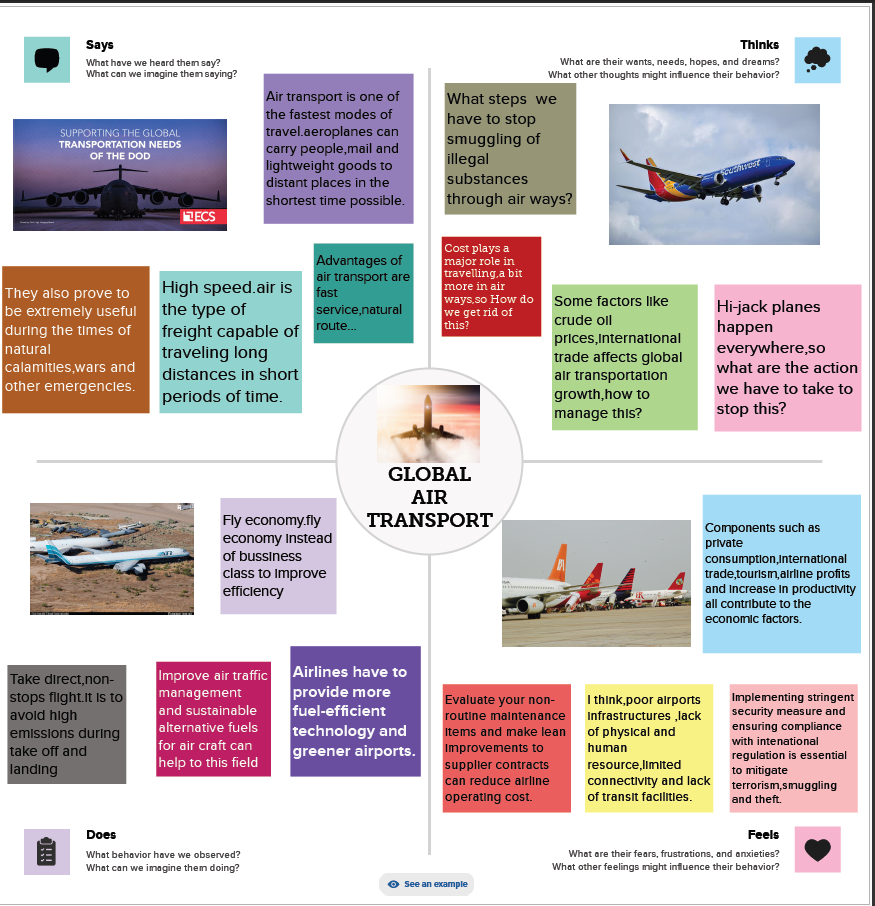 Says
What have we heard them say?
What can we imagine them saying?
Thinks
What are their wants, needs, hopes, and dreams?
What other thoughts might influence their behavior?
SUPPORTING THE GLOBAL
TRANSPORTATION NEEDS
OF THE DOD
ECS
Air transport is one of
the fastest modes of
travel.aeroplanes can
carry people,mail and
lightweight goods to
distant places in the
shortest time possible.
They also prove to
be extremely useful
during the times of
natural
calamities,wars and
other emergencies.
High speed.air is
the type of
freight capable of
traveling long
distances in short
periods of time.
Advantages of
air transport are
fast
service,natural
route...
What steps we
have to stop
smuggling of
illegal
substances
through air ways?
Southwest
Cost plays a
major role in
travelling,a bit
more in air
ways,so How do
we get rid of
this?
Some factors like
crude oil
prices,international
trade affects global
air transportation
growth,how to
manage this?
Hi-jack planes
happen
everywhere,so
what are the action
we have to take to
stop this?
GLOBAL
AIR
TRANSPORT
Fly economy.fly
economy instead
of bussiness
class to improve
efficiency
Take direct,non-
stops flight.it is to
avoid high
emissions during
take off and
landing
Improve air traffic
management
and sustainable
alternative fuels
for air craft can
help to this field
Airlines have to
provide more
fuel-efficient
technology and
greener airports.
Components such as
private
consumption,international
trade,tourism,airline profits
and increase in productivity
all contribute to the
economic factors.
Evaluate your non-
routine maintenance
items and make lean
improvements to
supplier contracts
can reduce airline
operating cost.
I think,poor airports
infrastructures ,lack
of physical and
human
resource,limited
connectivity and lack
of transit facilities.
Implementing stringent
security measure and
ensuring compliance
with intenational
regulation is essential
to mitigate
terrorism,smuggling
and theft.
Does
What behavior have we observed?
What can we imagine them doing?
Feels
What are their fears, frustrations, and anxieties?
What other feelings might influence their behavior?
See an example